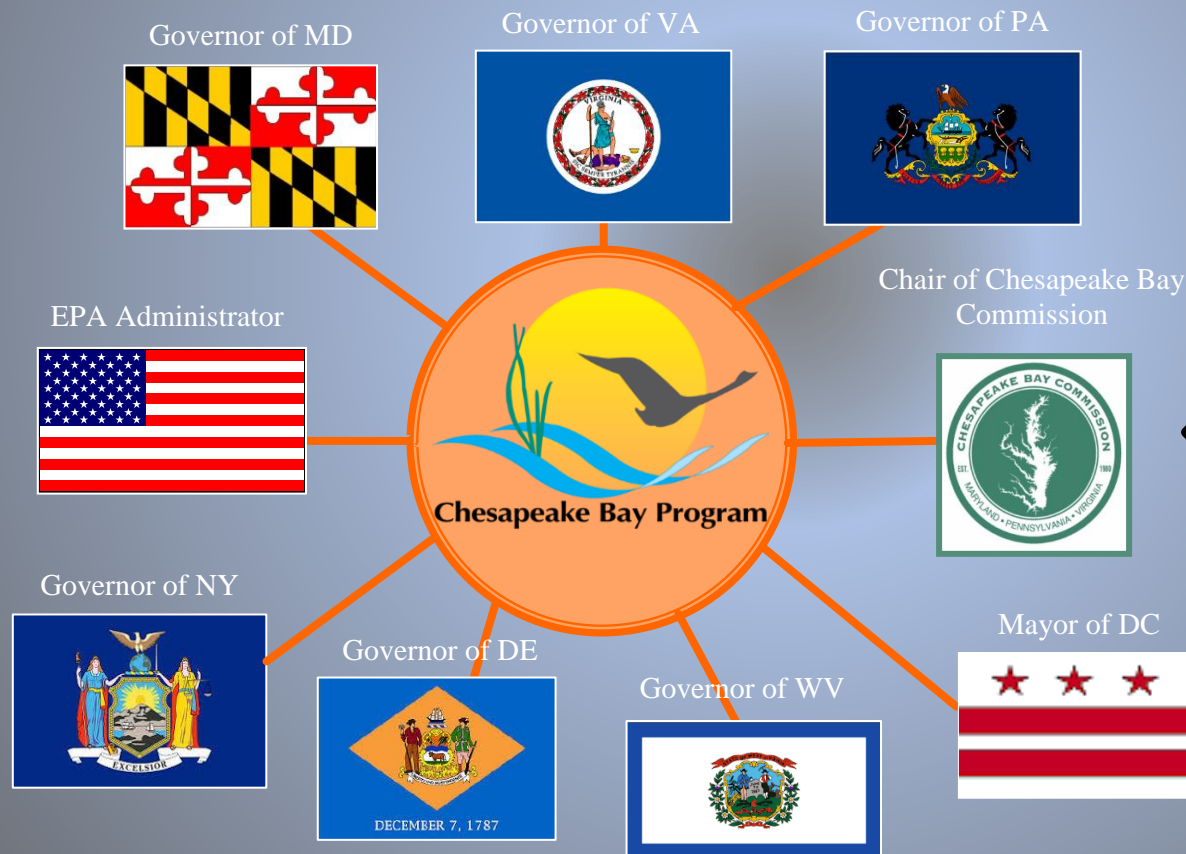 Governor of MD
Governor of VA
Governor of PA
VIRGINIA
SIC SEMPER TYRANNIS
Chair of Chesapeake Bay
Commission
EPA Administrator
CHESAPEAKE BAY COMMISSION
EST. 1980
MARYLAND • PENNSYLVANIA • VIRGINIA
Chesapeake Bay Program
Governor of NY
EXCELSIOR
Governor of DE
DECEMBER 7, 1787
Governor of WV
Mayor of DC